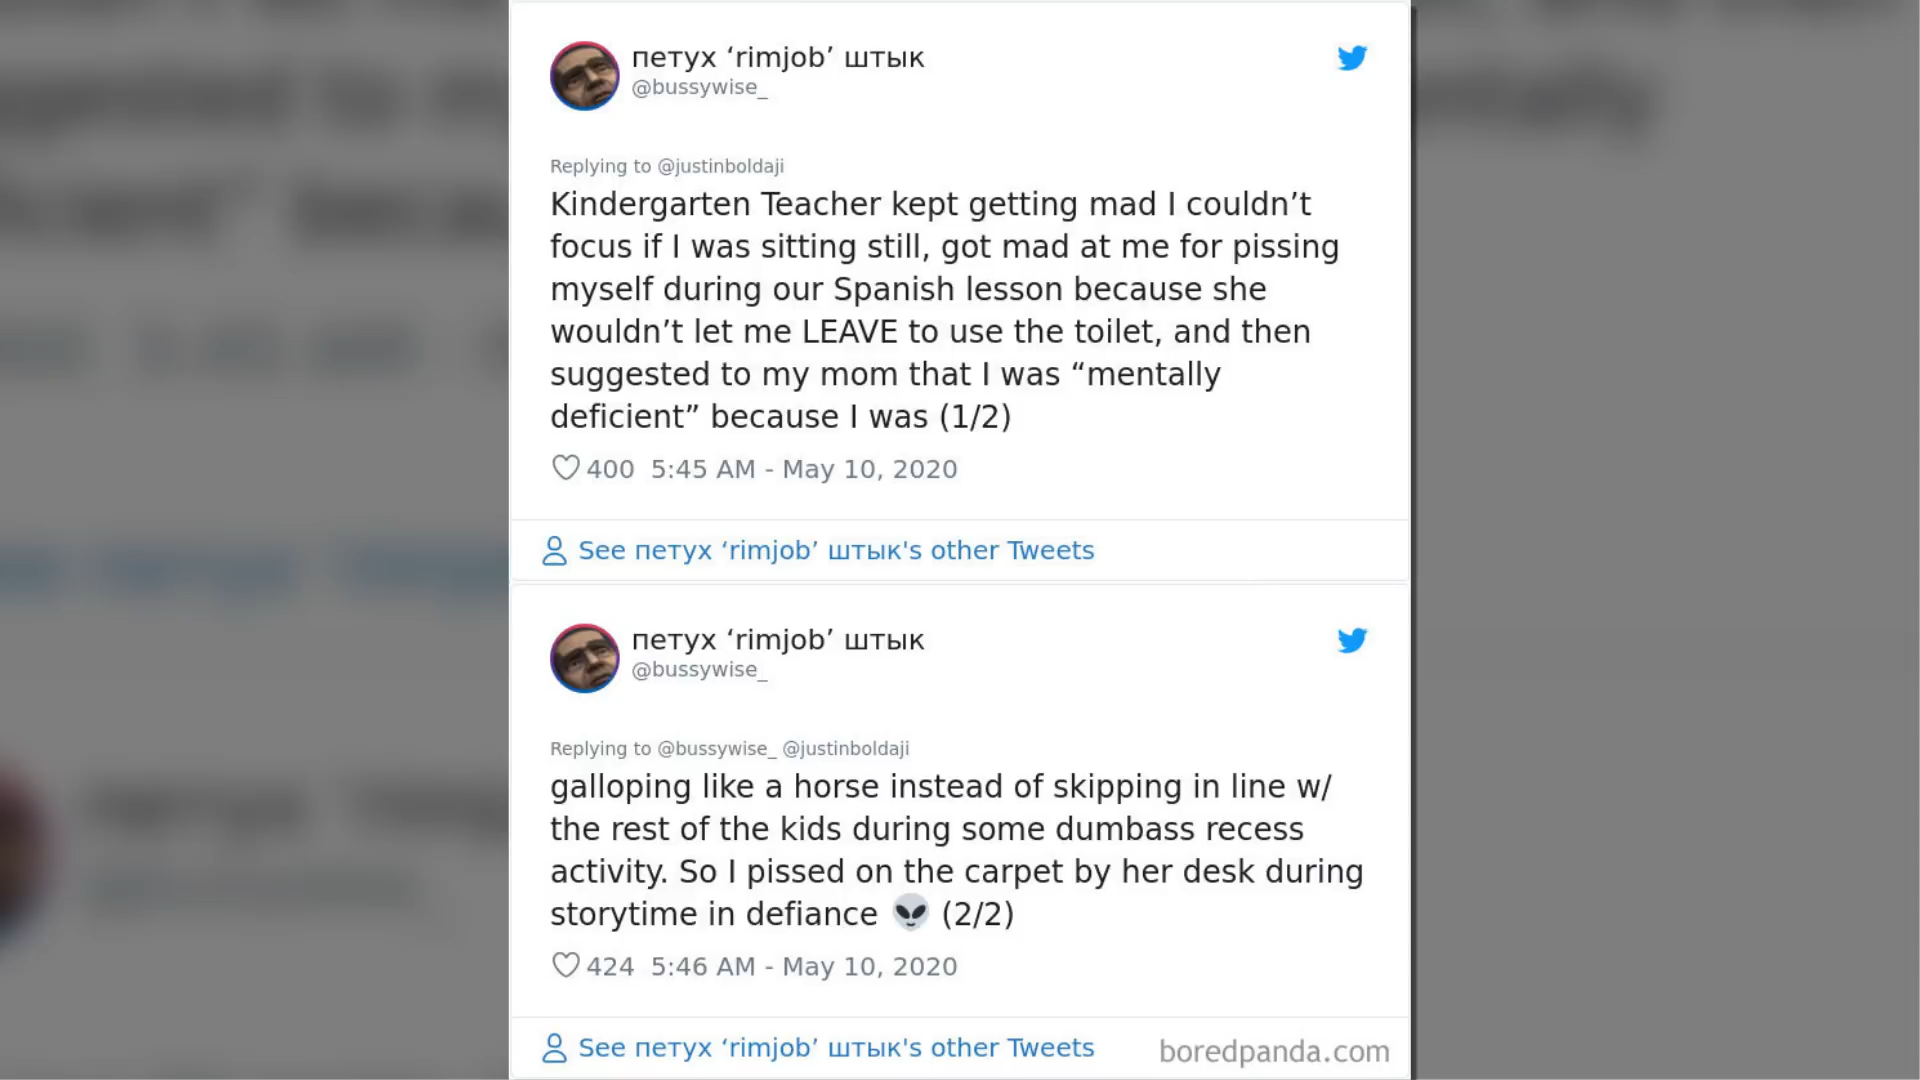 петух ‘rimjob’ штык
@bussywise_
Replying to @justinboldaji
Kindergarten Teacher kept getting mad I couldn’t
focus if I was sitting still, got mad at me for pissing
myself during our Spanish lesson because she
wouldn’t let me LEAVE to use the toilet, and then
suggested to my mom that I was “mentally
deficient” because I was (1/2)
400 5:45 AM - May 10, 2020
See петух ‘rimjob’ штык's other Tweets
петух ‘rimjob’ штык
@bussywise_
Replying to @bussywise_ @justinboldaji
galloping like a horse instead of skipping in line w/
the rest of the kids during some dumbass recess
activity. So I pissed on the carpet by her desk during
storytime in defiance 👽 (2/2)
424 5:46 AM - May 10, 2020
See петух ‘rimjob’ штык's other Tweets
boredpanda.com